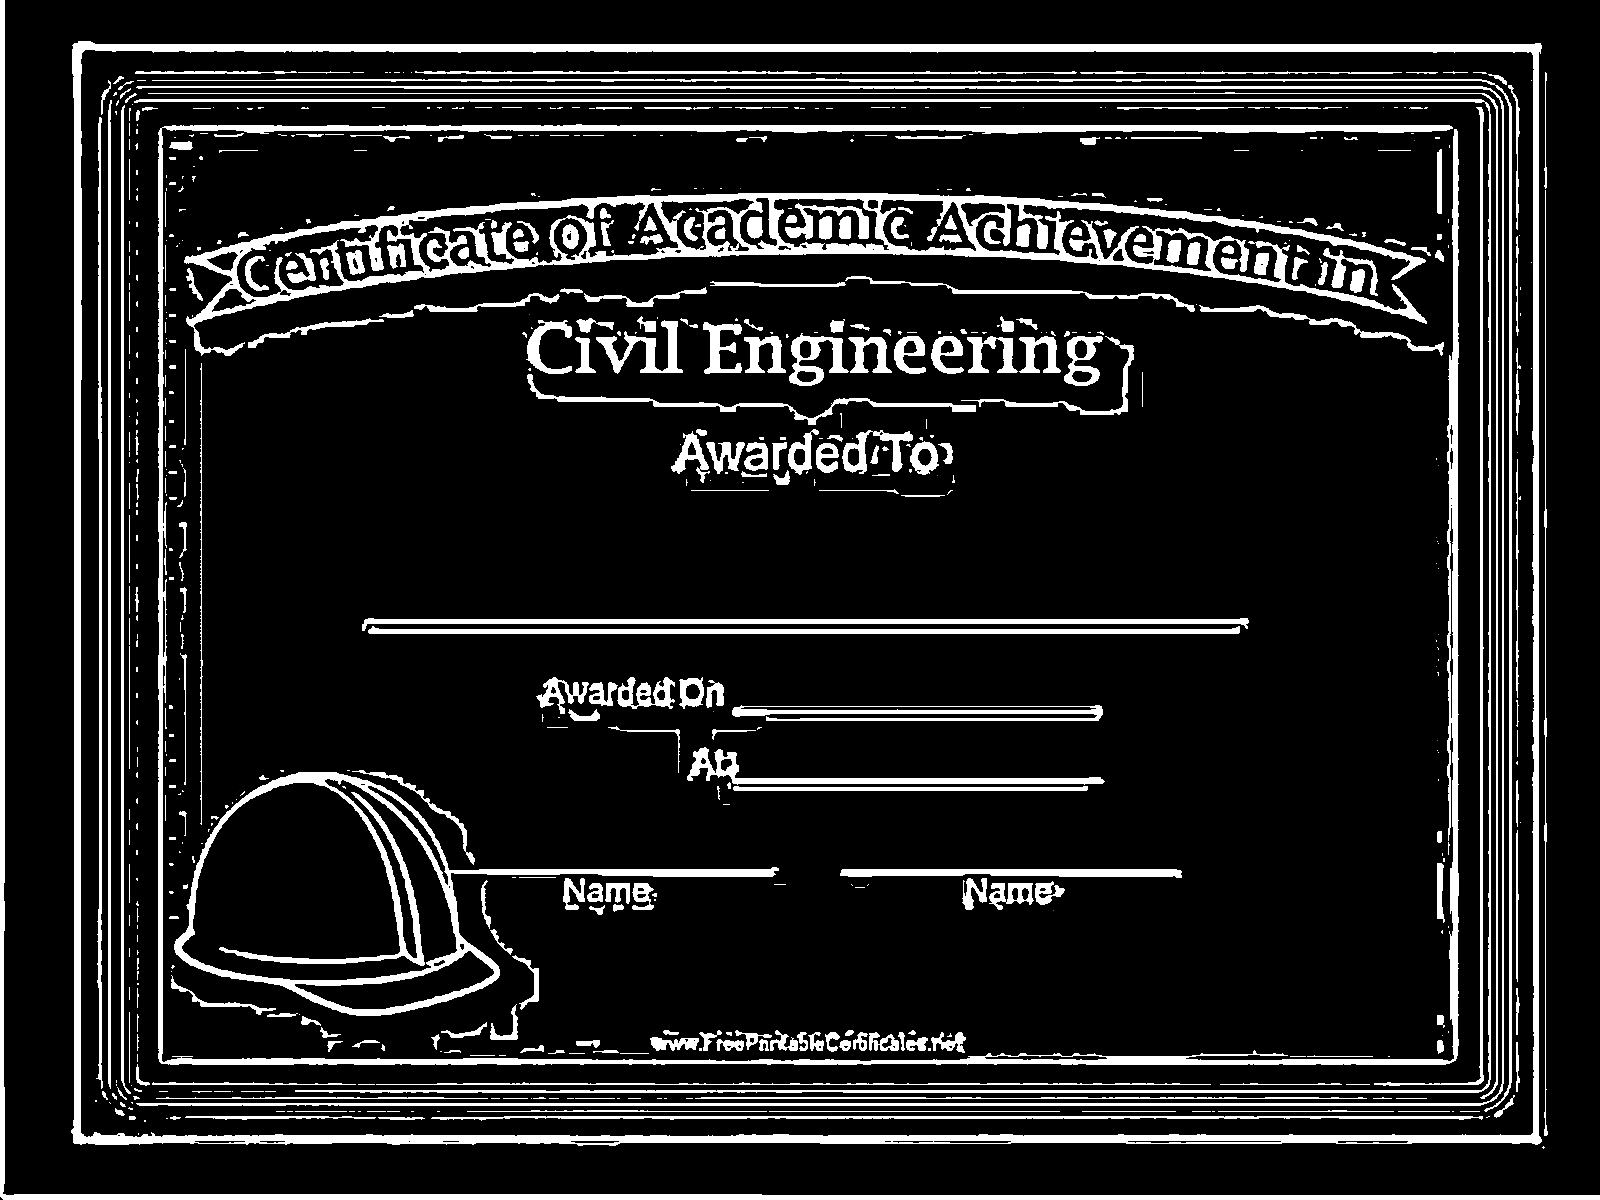 Certificate of Academic Achievement in
Civil Engineering
Awarded To
Awarded On
At
Name
Name
www.FreePrintableCertificates.net